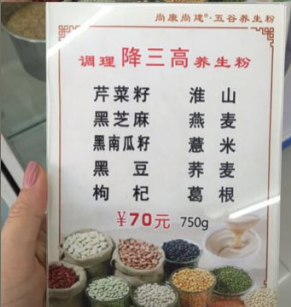 尚康尚建®·五谷养生粉
调理降三高养生粉
芹菜籽 淮山
黑芝麻 燕麦
黑南瓜籽 薏米
黑豆 荞麦
枸杞 葛根
¥70元 750g